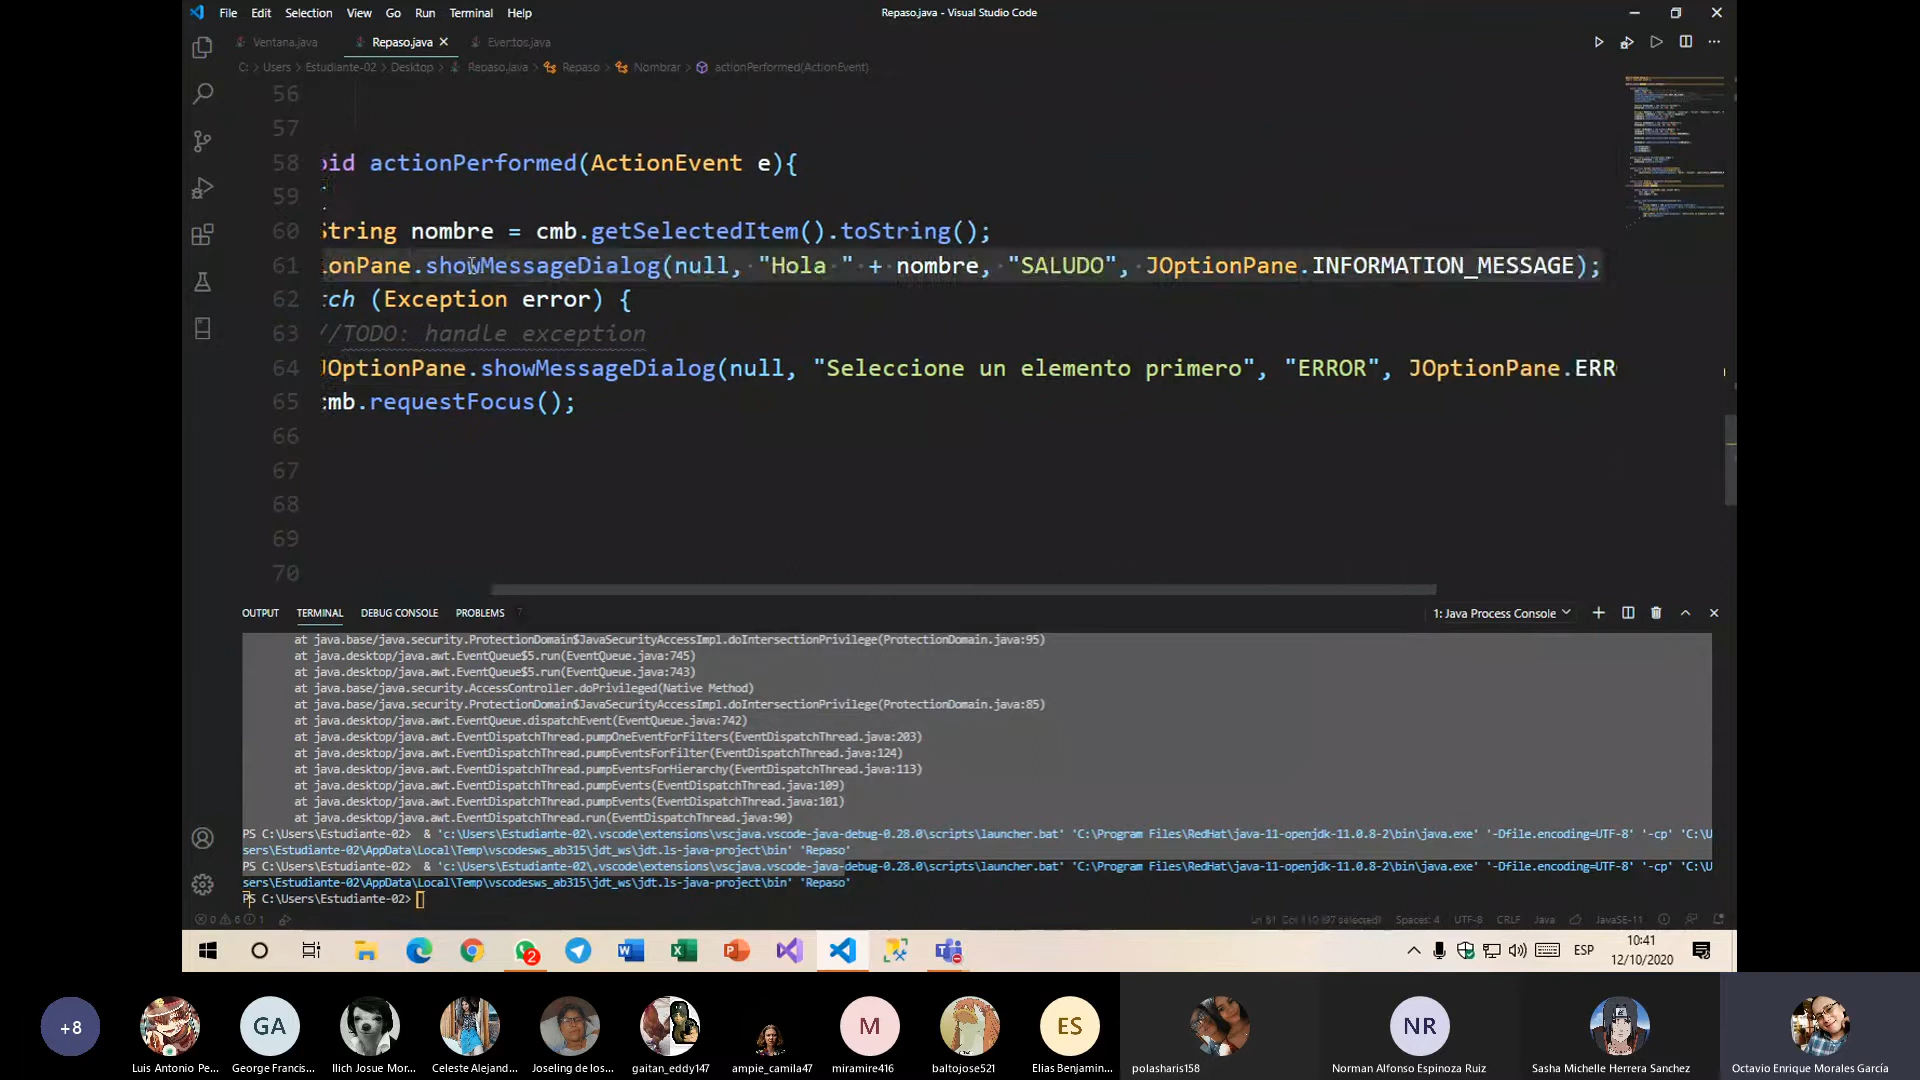 File Edit Selection View Go Run Terminal Help
Repaso.java - Visual Studio Code
Ventana.java Repaso.java Eventos.java
C: > Users > Estudiante-02 > Desktop > Repaso.java > Repaso > Nombrar > actionPerformed(ActionEvent)
56
57
58 oid actionPerformed(ActionEvent e){
59
60 String nombre = cmb.getSelectedItem().toString();
61 ionPane.showMessageDialog(null, "Hola " + nombre, "SALUDO", JOptionPane.INFORMATION_MESSAGE);
62 tch (Exception error) {
63 //TODO: handle exception
64 JOptionPane.showMessageDialog(null, "Seleccione un elemento primero", "ERROR", JOptionPane.ERR
65 cmb.requestFocus();
66
67
68
69
70
OUTPUT TERMINAL DEBUG CONSOLE PROBLEMS 7
1: Java Process Console
at java.base/java.security.ProtectionDomain$JavaSecurityAccessImpl.doIntersectionPrivilege(ProtectionDomain.java:95)
at java.desktop/java.awt.EventQueue$5.run(EventQueue.java:745)
at java.desktop/java.awt.EventQueue$5.run(EventQueue.java:743)
at java.base/java.security.AccessController.doPrivileged(Native Method)
at java.base/java.security.ProtectionDomain$JavaSecurityAccessImpl.doIntersectionPrivilege(ProtectionDomain.java:85)
at java.desktop/java.awt.EventQueue.dispatchEvent(EventQueue.java:742)
at java.desktop/java.awt.EventDispatchThread.pumpOneEventForFilters(EventDispatchThread.java:203)
at java.desktop/java.awt.EventDispatchThread.pumpEventsForFilter(EventDispatchThread.java:124)
at java.desktop/java.awt.EventDispatchThread.pumpEventsForHierarchy(EventDispatchThread.java:113)
at java.desktop/java.awt.EventDispatchThread.pumpEvents(EventDispatchThread.java:109)
at java.desktop/java.awt.EventDispatchThread.pumpEvents(EventDispatchThread.java:101)
at java.desktop/java.awt.EventDispatchThread.run(EventDispatchThread.java:90)
PS C:\Users\Estudiante-02> & 'c:\Users\Estudiante-02\.vscode\extensions\vscjava.vscode-java-debug-0.28.0\scripts\launcher.bat' 'C:\Program Files\RedHat\java-11-openjdk-11.0.8-2\bin\java.exe' '-Dfile.encoding=UTF-8' '-cp' 'C:\U
sers\Estudiante-02\AppData\Local\Temp\vscodesws_ab315\jdt_ws\jdt.ls-java-project\bin' 'Repaso'
PS C:\Users\Estudiante-02> & 'c:\Users\Estudiante-02\.vscode\extensions\vscjava.vscode-java-debug-0.28.0\scripts\launcher.bat' 'C:\Program Files\RedHat\java-11-openjdk-11.0.8-2\bin\java.exe' '-Dfile.encoding=UTF-8' '-cp' 'C:\U
sers\Estudiante-02\AppData\Local\Temp\vscodesws_ab315\jdt_ws\jdt.ls-java-project\bin' 'Repaso'
PS C:\Users\Estudiante-02>
Spaces: 4 UTF-8 CRLF Java JavaSE-11
2 ESP 10:41
12/10/2020
+8 GA M ES NR
Luis Antonio Pe... George Francis... Ilich Josue Mor... Celeste Alejand... Joseling de los... gaitan_eddy147 ampie_camila47 miramire416 baltojose521 Elias Benjamin... polasharis158 Norman Alfonso Espinoza Ruiz Sasha Michelle Herrera Sanchez Octavio Enrique Morales García